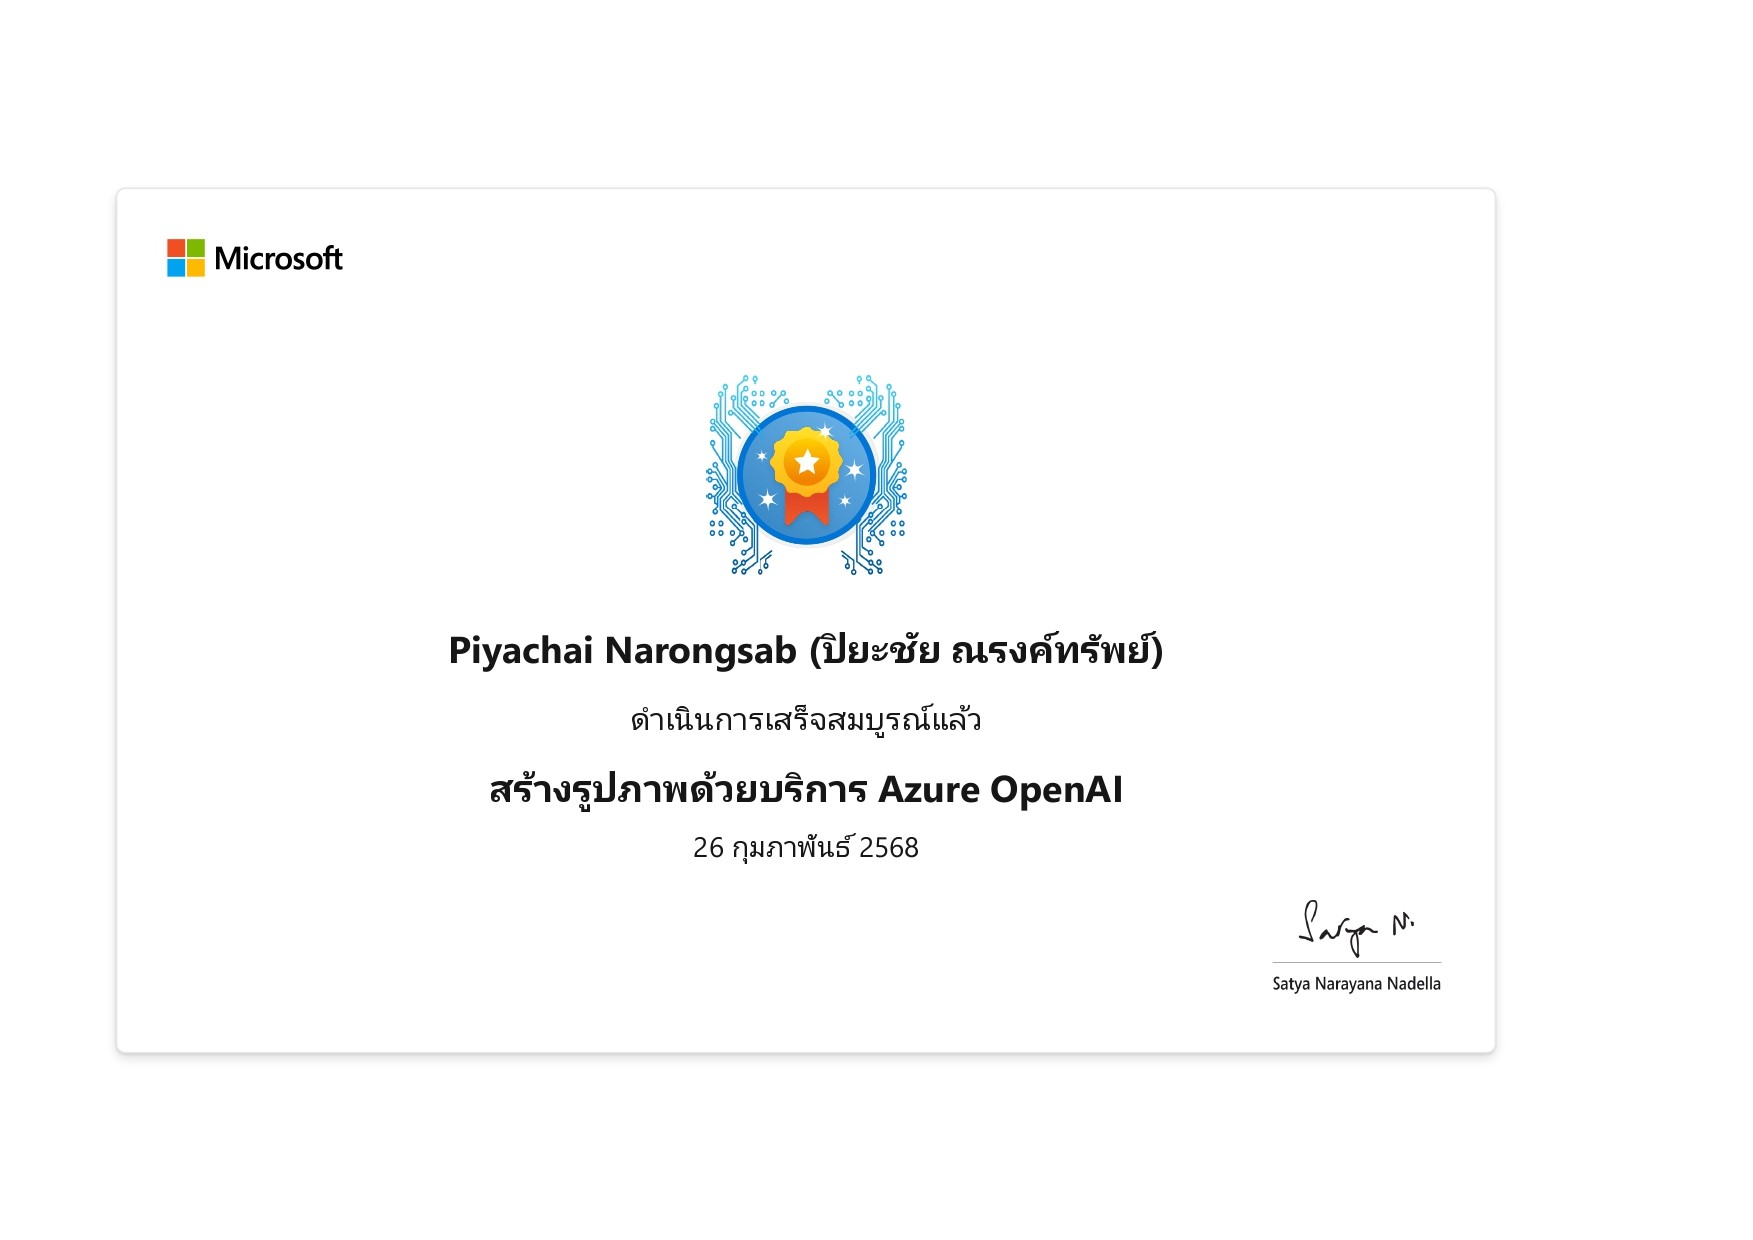 Microsoft
Piyachai Narongsab (ปิยะชัย ณรงค์ทรัพย์)
ดำเนินการเสร็จสมบูรณ์แล้ว
สร้างรูปภาพด้วยบริการ Azure OpenAI
26 กุมภาพันธ์ 2568
Satya N.
Satya Narayana Nadella